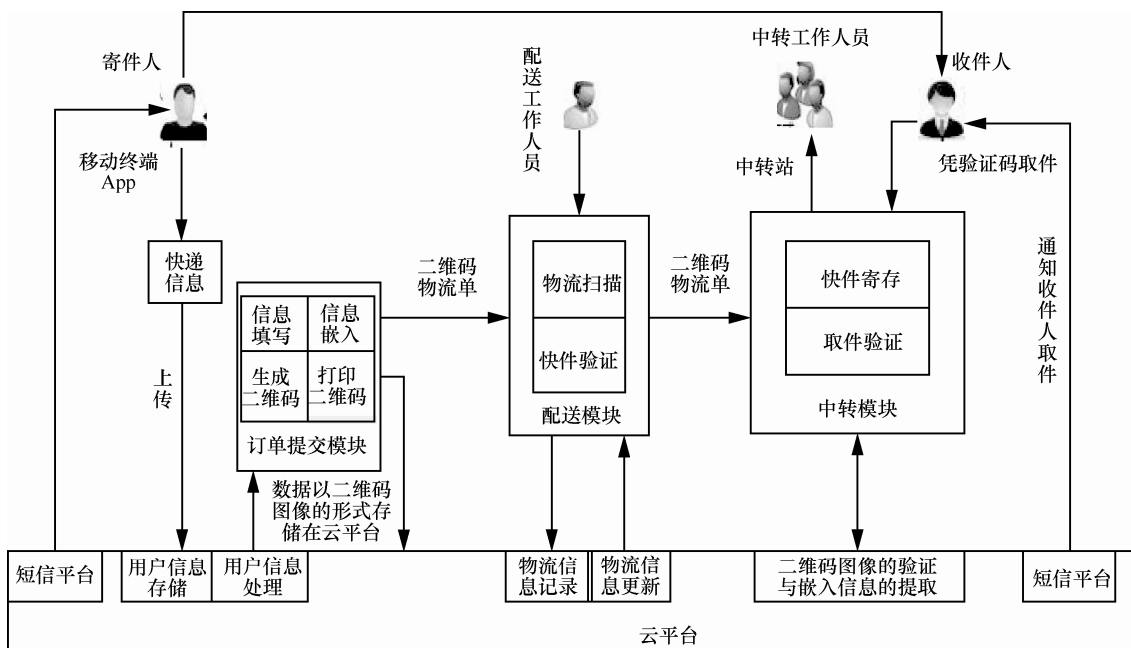 寄件人
移动终端
App
快递
信息
上传
信息
填写
信息
嵌入
生成
二维码
打印
二维码
订单提交模块
数据以二维码
图像的形式存
储在云平台
二维码
物流单
配送工作人员
物流扫描
快件验证
配送模块
二维码
物流单
中转工作人员
中转站
快件寄存
取件验证
中转模块
收件人
凭验证码取件
通知收件人取件
短信平台
用户信息
存储
用户信息
处理
物流信
息记录
物流信
息更新
二维码图像的验证
与嵌入信息的提取
短信平台
云平台